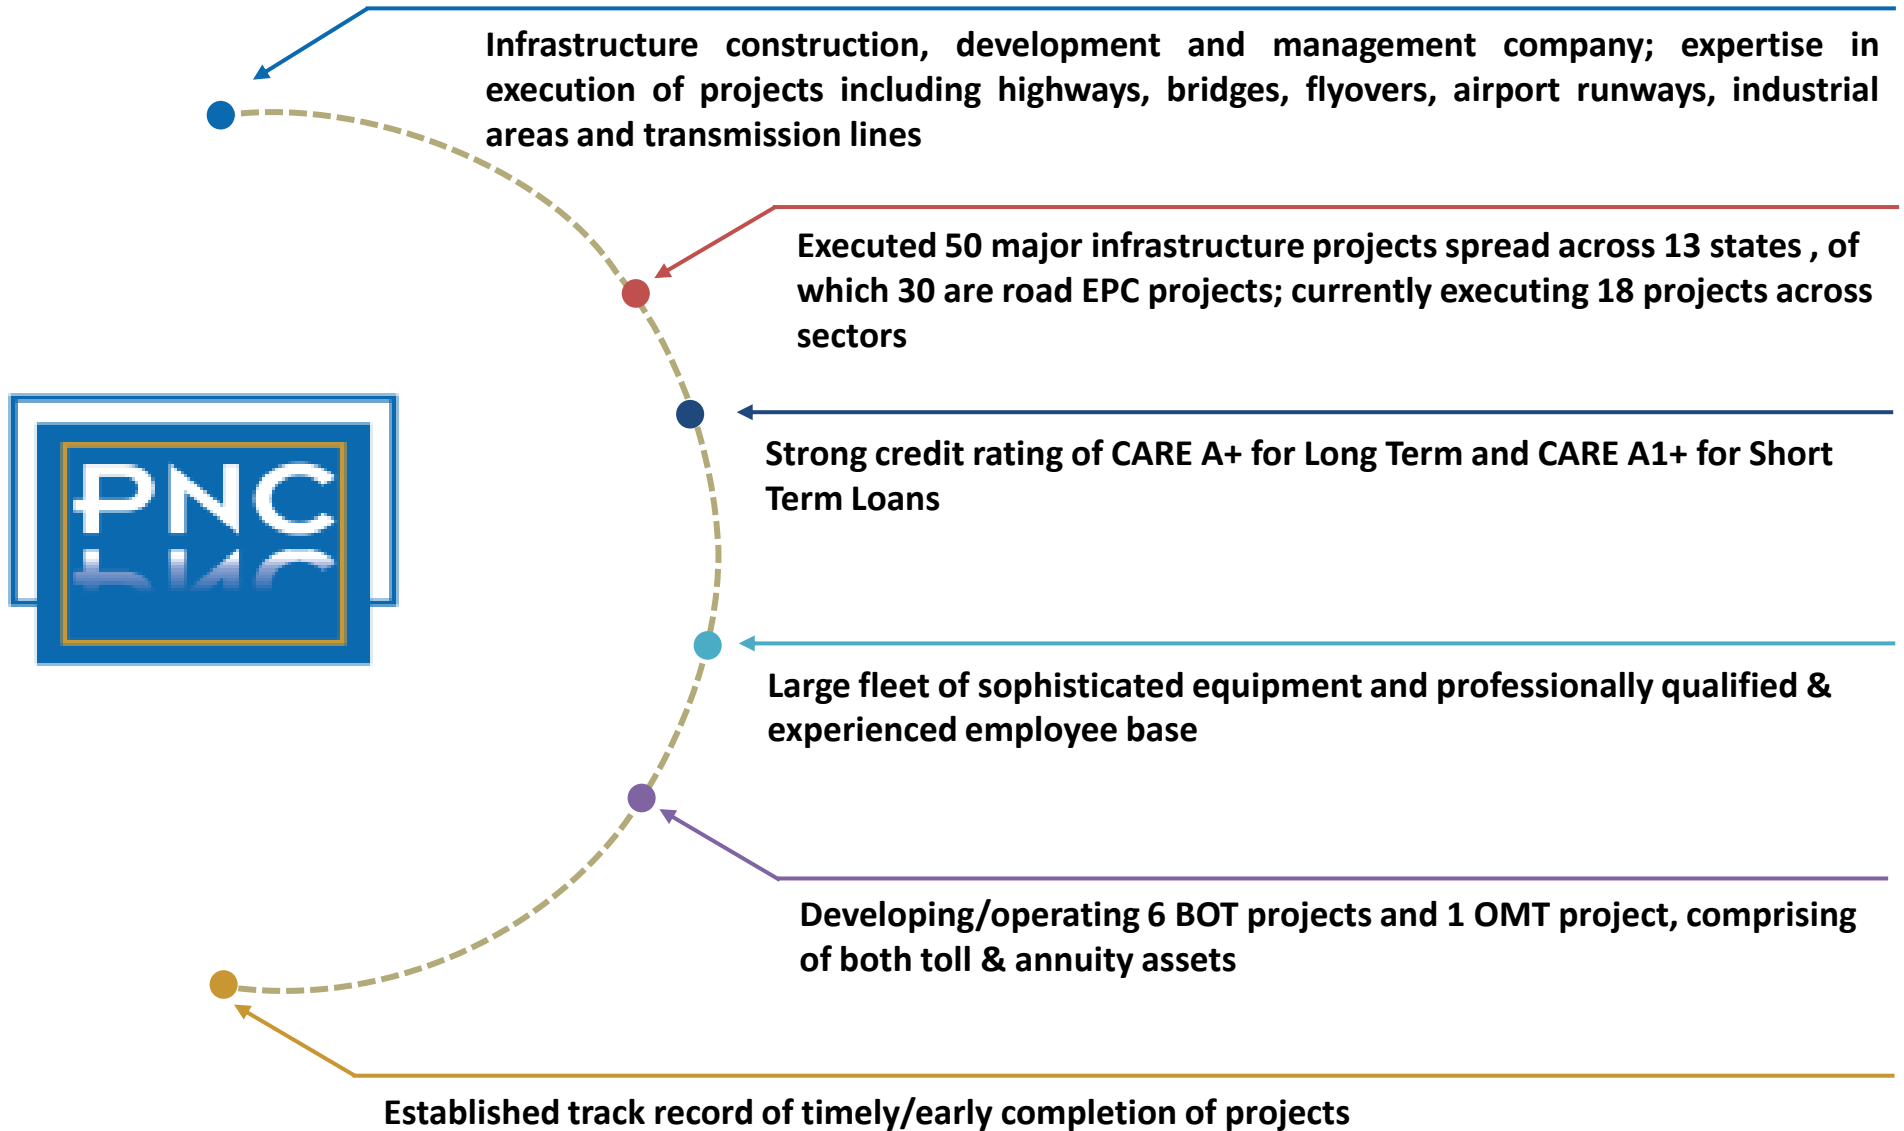 Infrastructure construction, development and management company; expertise in
execution of projects including highways, bridges, flyovers, airport runways, industrial
areas and transmission lines
Executed 50 major infrastructure projects spread across 13 states , of
which 30 are road EPC projects; currently executing 18 projects across
sectors
PNC
Strong credit rating of CARE A+ for Long Term and CARE A1+ for Short
Term Loans
Large fleet of sophisticated equipment and professionally qualified &
experienced employee base
Developing/operating 6 BOT projects and 1 OMT project, comprising
of both toll & annuity assets
Established track record of timely/early completion of projects